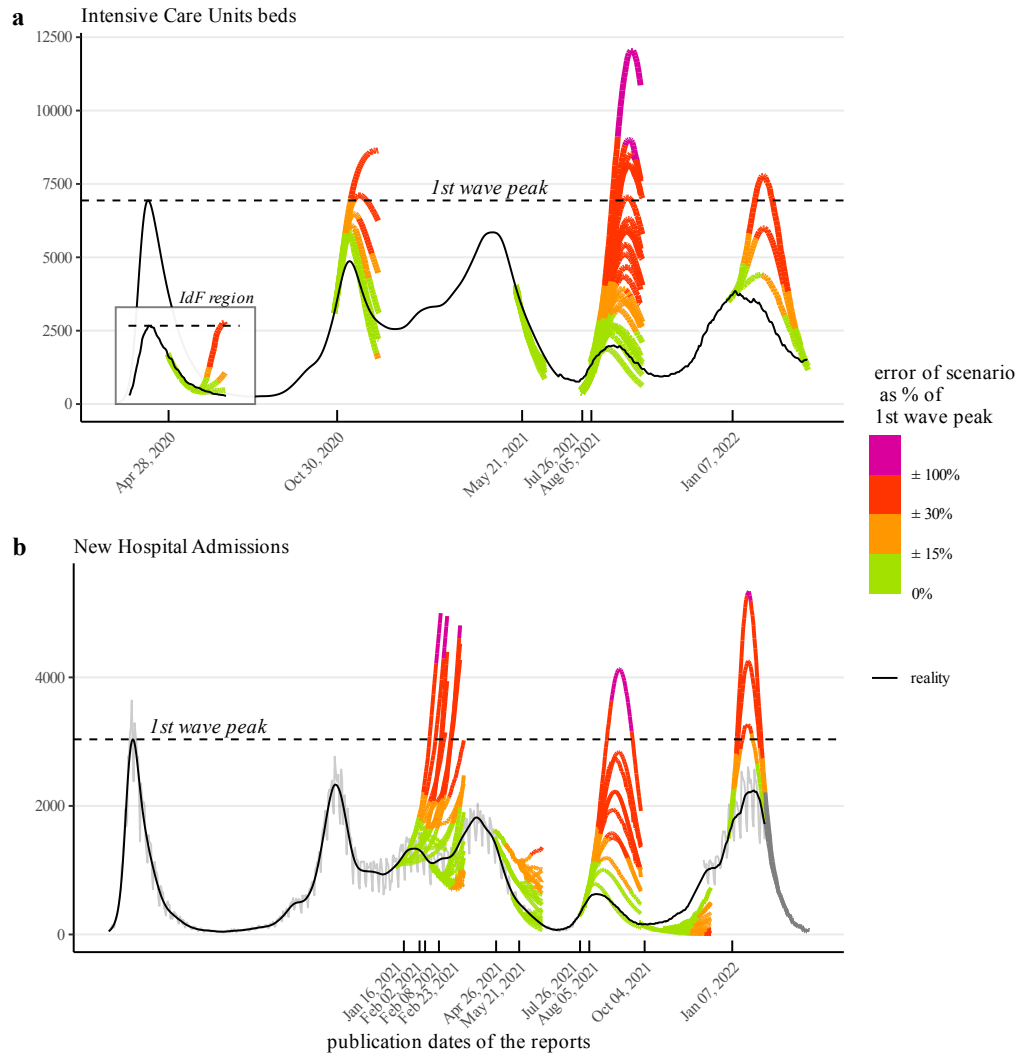 a Intensive Care Units beds
12500
10000
7500
5000
2500
0
1st wave peak
IdF region
Apr 28, 2020
Oct 30, 2020
May 21, 2021
Jul 26, 2021
Aug 05, 2021
Jan 07, 2022
error of scenario
as % of
1st wave peak
± 100%
± 30%
± 15%
0%
reality
b New Hospital Admissions
4000
2000
0
1st wave peak
Jan 16, 2021
Feb 02, 2021
Feb 08, 2021
Feb 23, 2021
Apr 26, 2021
May 21, 2021
Jul 26, 2021
Aug 05, 2021
Oct 04, 2021
Jan 07, 2022
publication dates of the reports